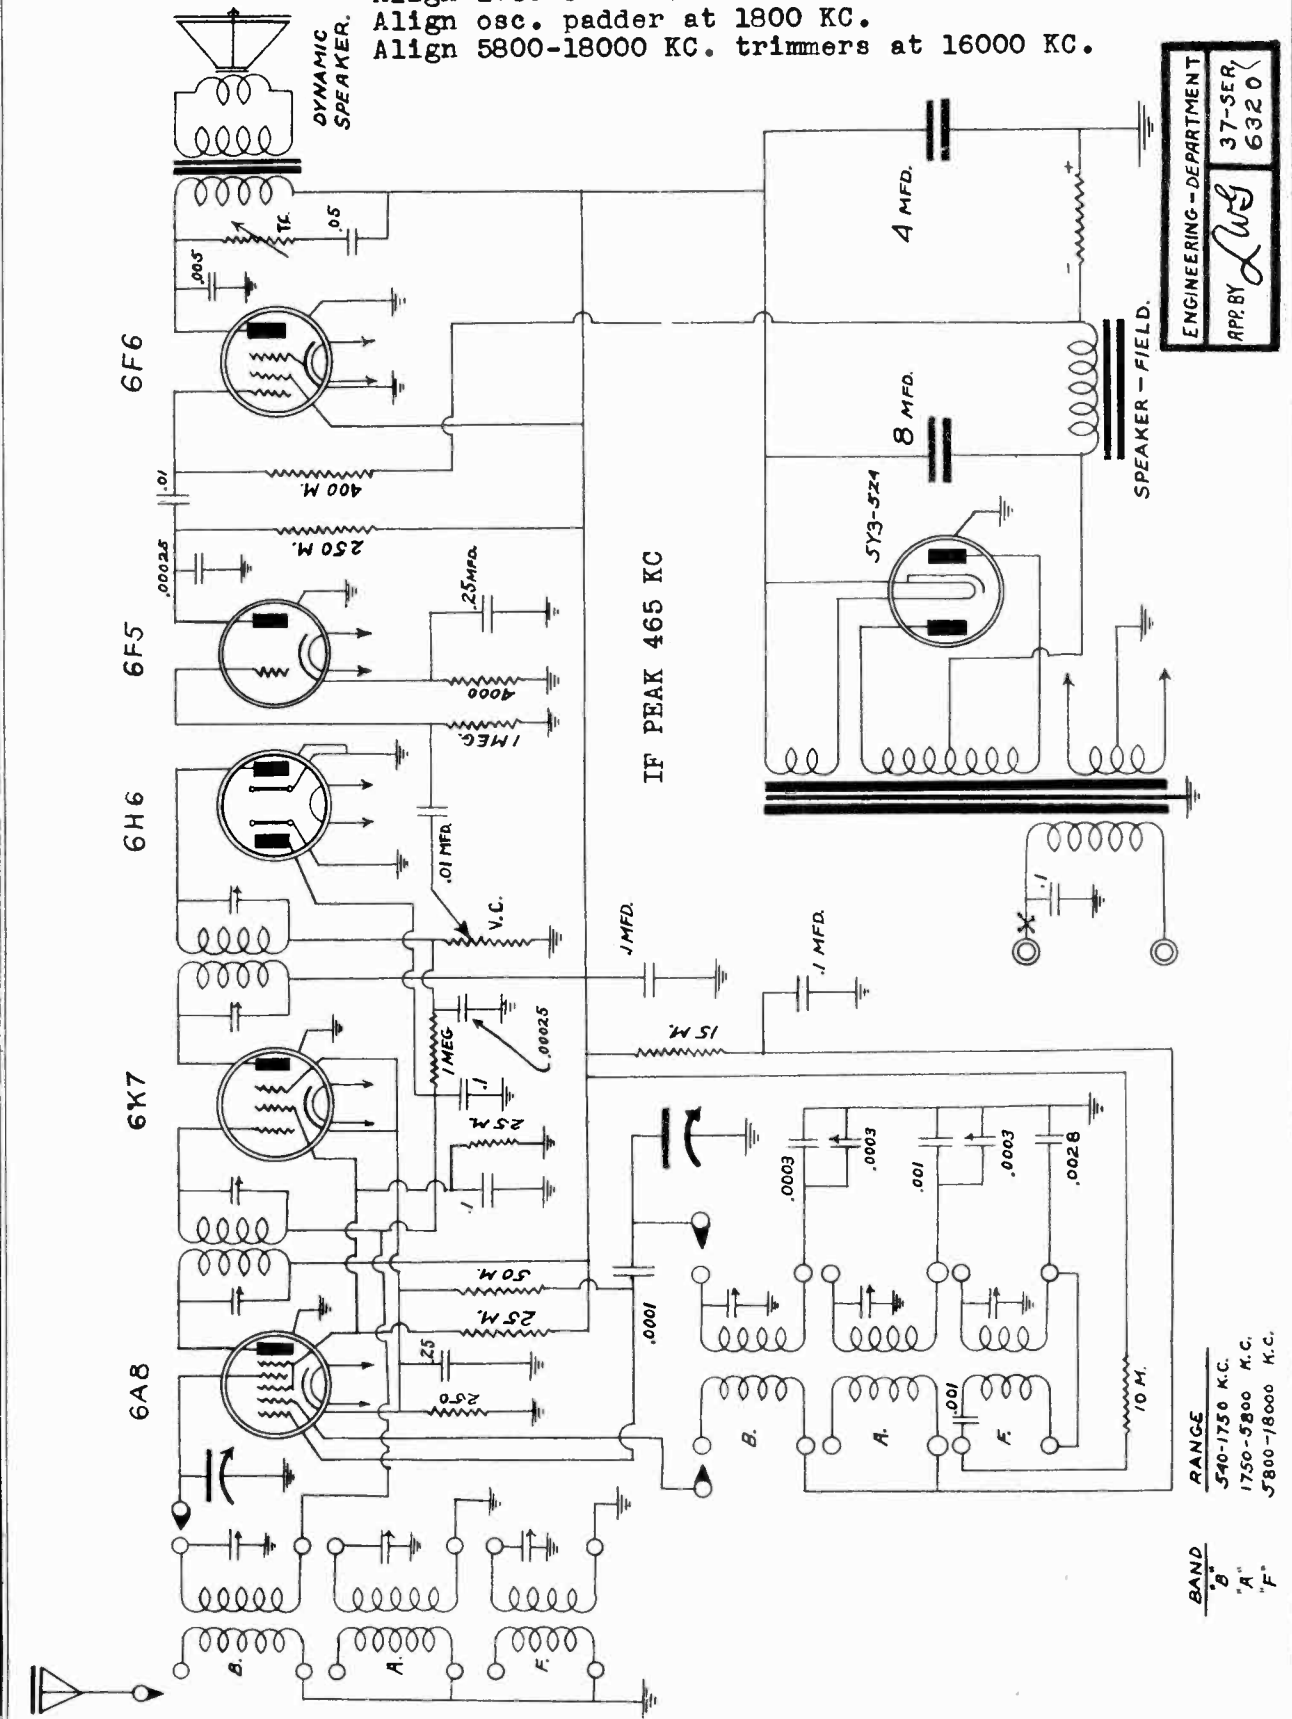 Align osc. padder at 1800 KC.
Align 5800-18000 KC. trimmers at 16000 KC.
DYNAMIC
SPEAKER.
ENGINEERING-DEPARTMENT
APP. BY
37-SER,
6320
6F6
.005
T.C.
.05
.01
400 M.
250 M.
.00025
6F5
.25 MFD.
4000
1 MEG.
6H6
.01 MFD.
V.C.
6K7
1 MEG
.00025
.1
25 M.
.1
6A8
50 M.
25 M.
.25
250
.0001
IF PEAK 465 KC
4 MFD.
+
-
8 MFD.
SPEAKER-FIELD.
5Y3-5Z4
.1
.1 MFD.
.1 MFD.
15 M.
.0003
.0003
.001
.0003
.0028
.001
10 M.
B.
A.
F.
B.
A.
F.
BAND RANGE
"B" 540-1750 K.C.
"A" 1750-5800 K.C.
"F" 5800-18000 K.C.